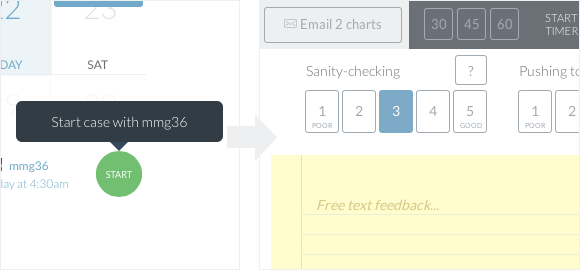 23
DAY
SAT
Start case with mmg36
mmg36
lay at 4:30am
START
Email 2 charts
30 45 60
START
TIMER
Sanity-checking
?
Pushing to
1 2 3 4 5
POOR GOOD
1 2
POOR
Free text feedback...